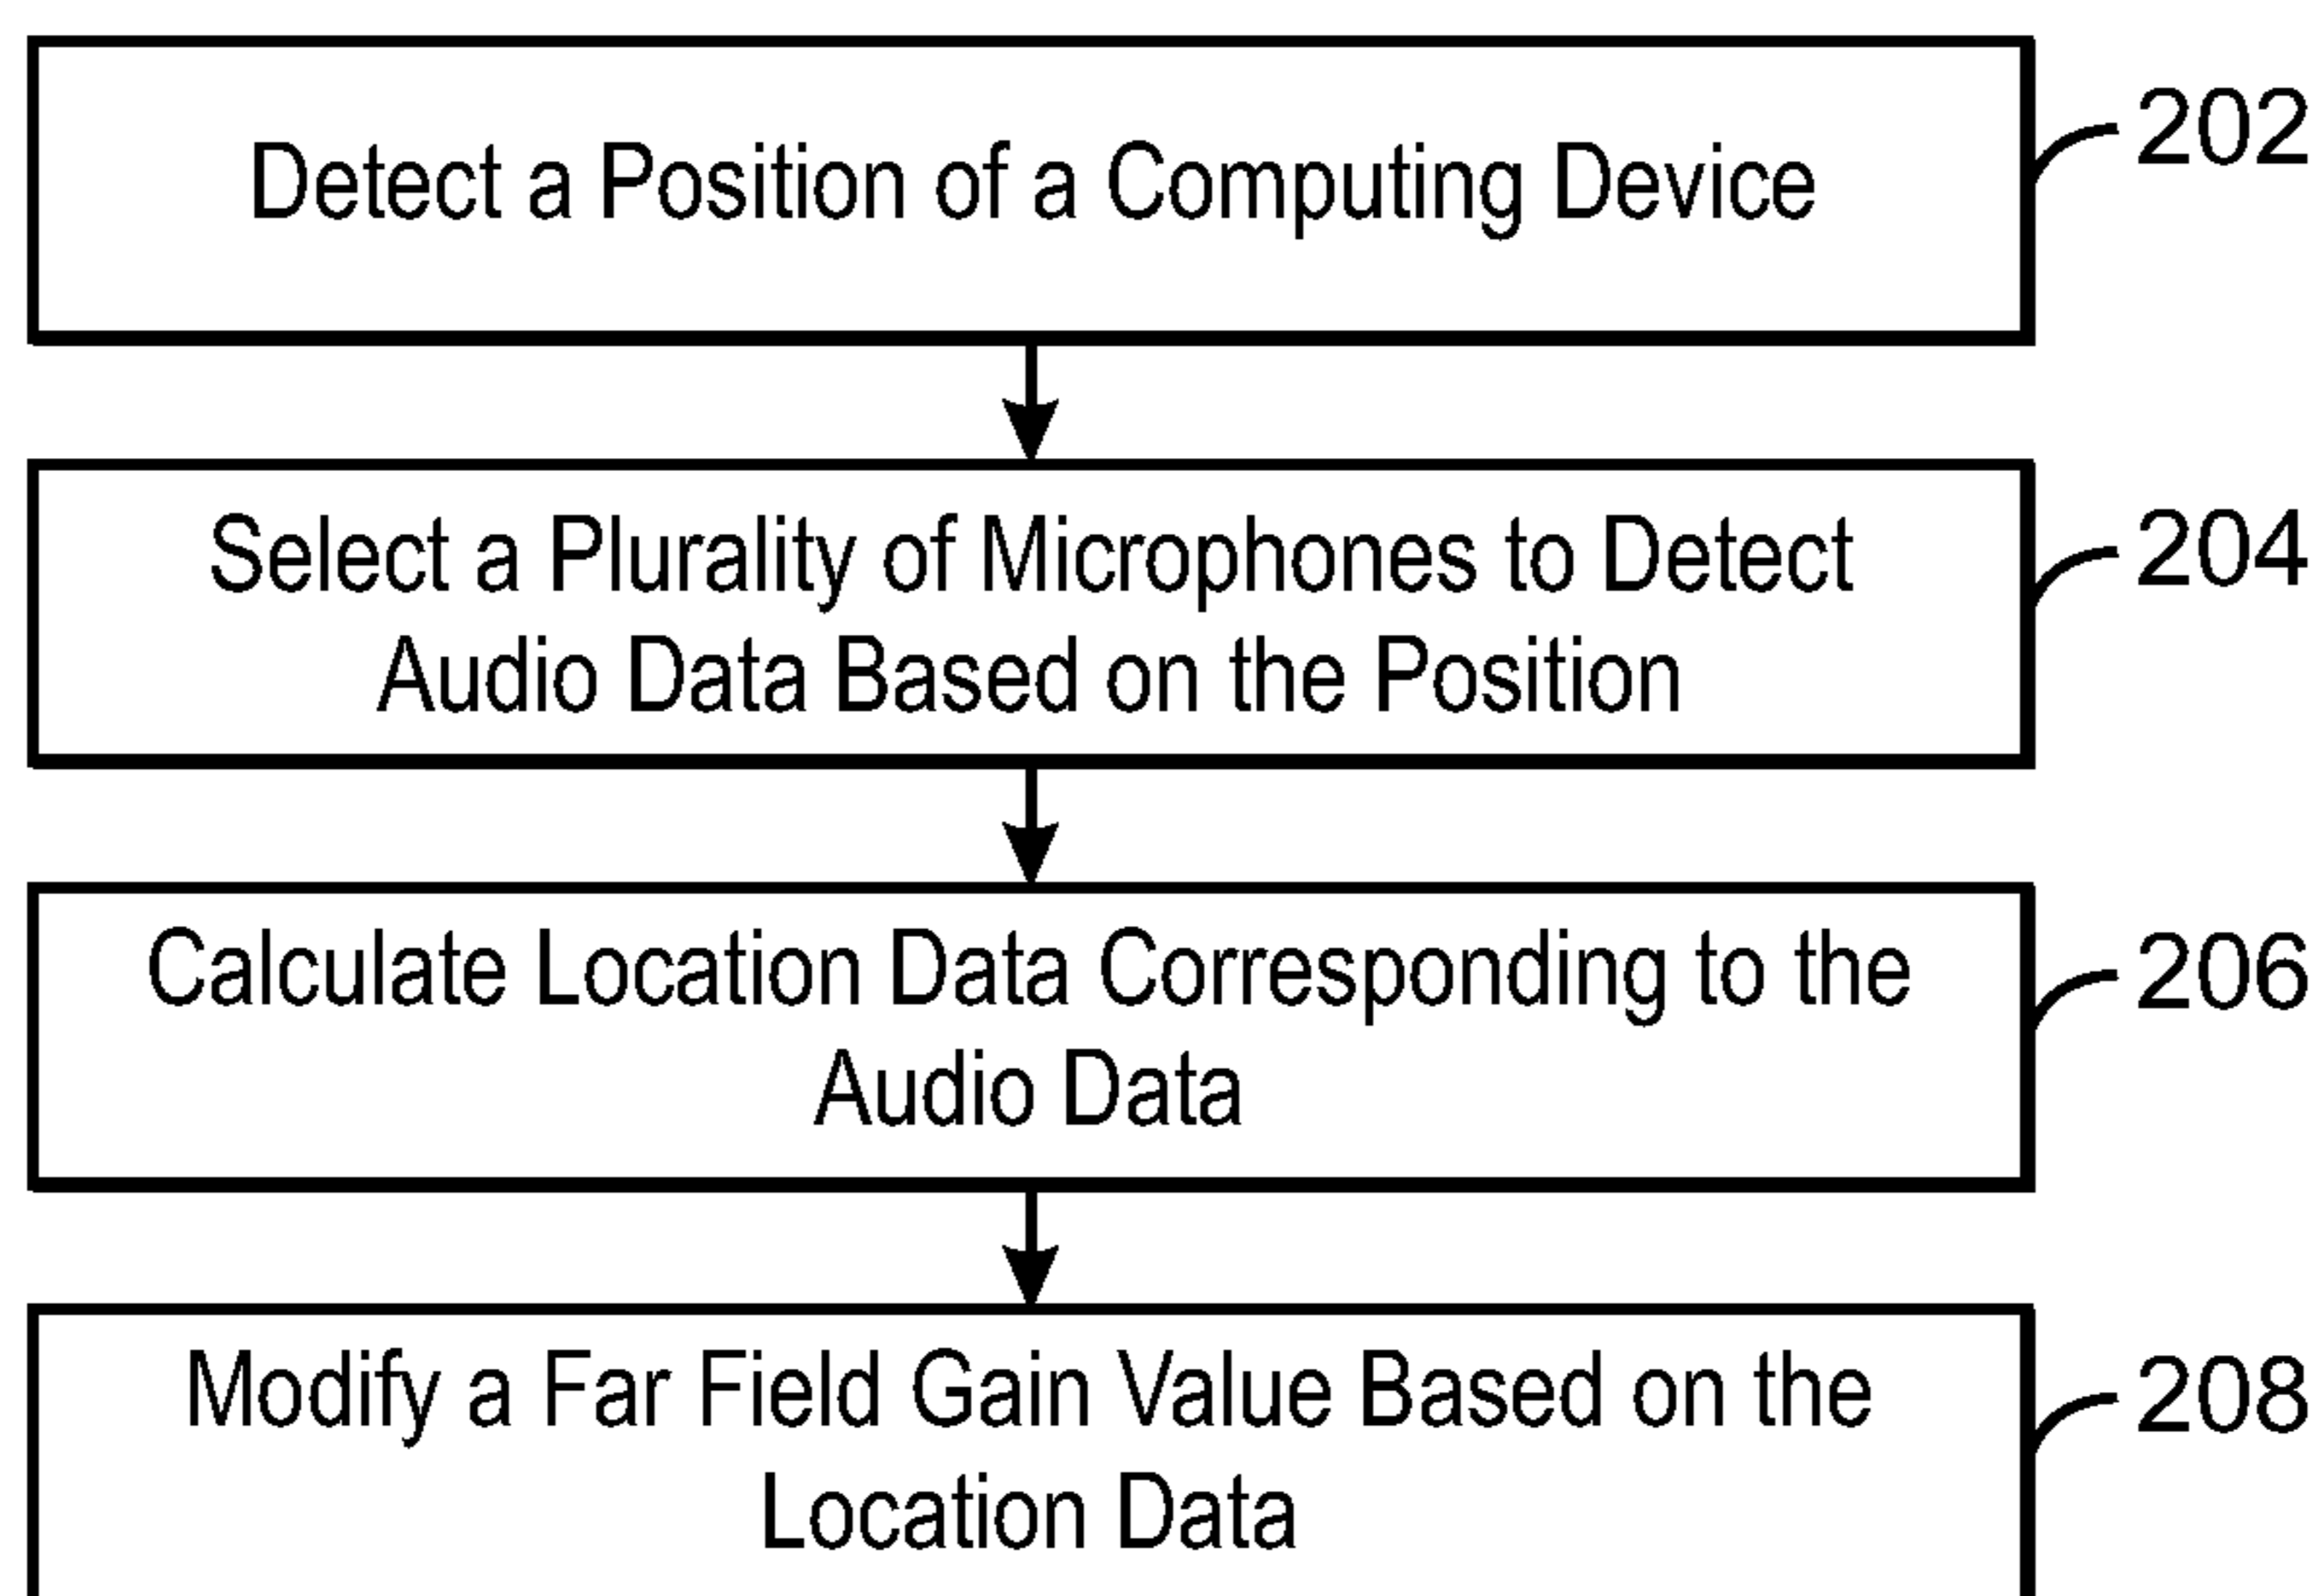 Detect a Position of a Computing Device
202
Select a Plurality of Microphones to Detect
Audio Data Based on the Position
204
Calculate Location Data Corresponding to the
Audio Data
206
Modify a Far Field Gain Value Based on the
Location Data
208